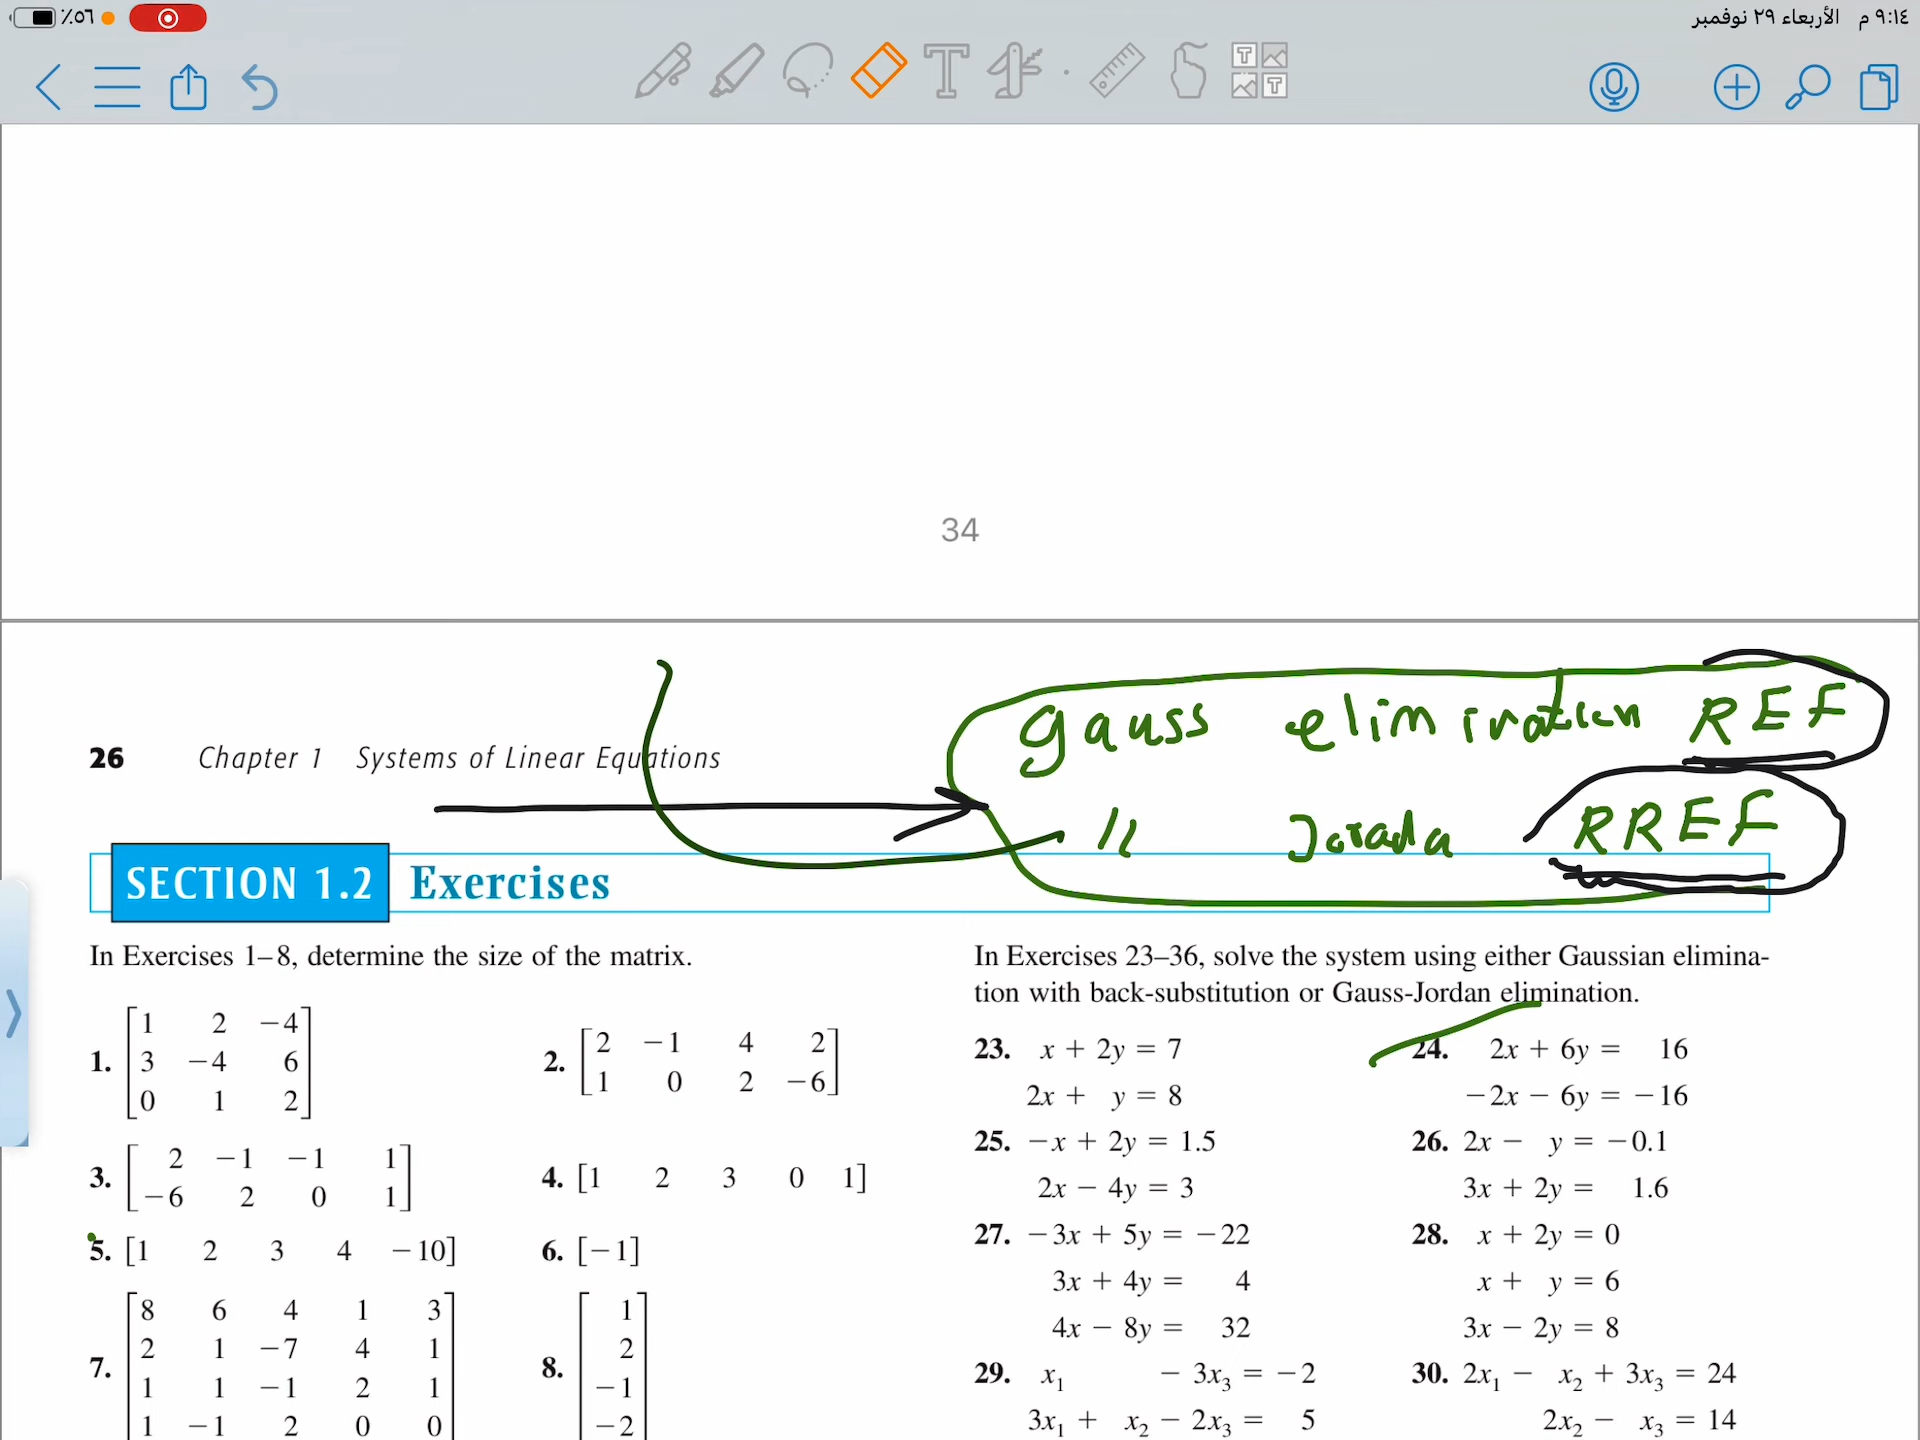 ٪٥٦
٩:١٤ م الأربعاء ٢٩ نوفمبر
34
gauss elimination REF
26 Chapter 1 Systems of Linear Equations
// Jorada RREF
SECTION 1.2 Exercises
In Exercises 1–8, determine the size of the matrix.
1. [1 2 −4
3 −4 6
0 1 2]
2. [2 −1 4 2
1 0 2 −6]
3. [2 −1 −1 1
−6 2 0 1]
4. [1 2 3 0 1]
5. [1 2 3 4 −10]
6. [−1]
7. [8 6 4 1 3
2 1 −7 4 1
1 1 −1 2 1
1 −1 2 0 0]
8. [1
2
−1
−2]
In Exercises 23–36, solve the system using either Gaussian elimina-
tion with back-substitution or Gauss-Jordan elimination.
23. x + 2y = 7
2x + y = 8
24. 2x + 6y = 16
−2x − 6y = −16
25. −x + 2y = 1.5
2x − 4y = 3
26. 2x − y = −0.1
3x + 2y = 1.6
27. −3x + 5y = −22
3x + 4y = 4
4x − 8y = 32
28. x + 2y = 0
x + y = 6
3x − 2y = 8
29. x₁ − 3x₃ = −2
3x₁ + x₂ − 2x₃ = 5
30. 2x₁ − x₂ + 3x₃ = 24
2x₂ − x₃ = 14